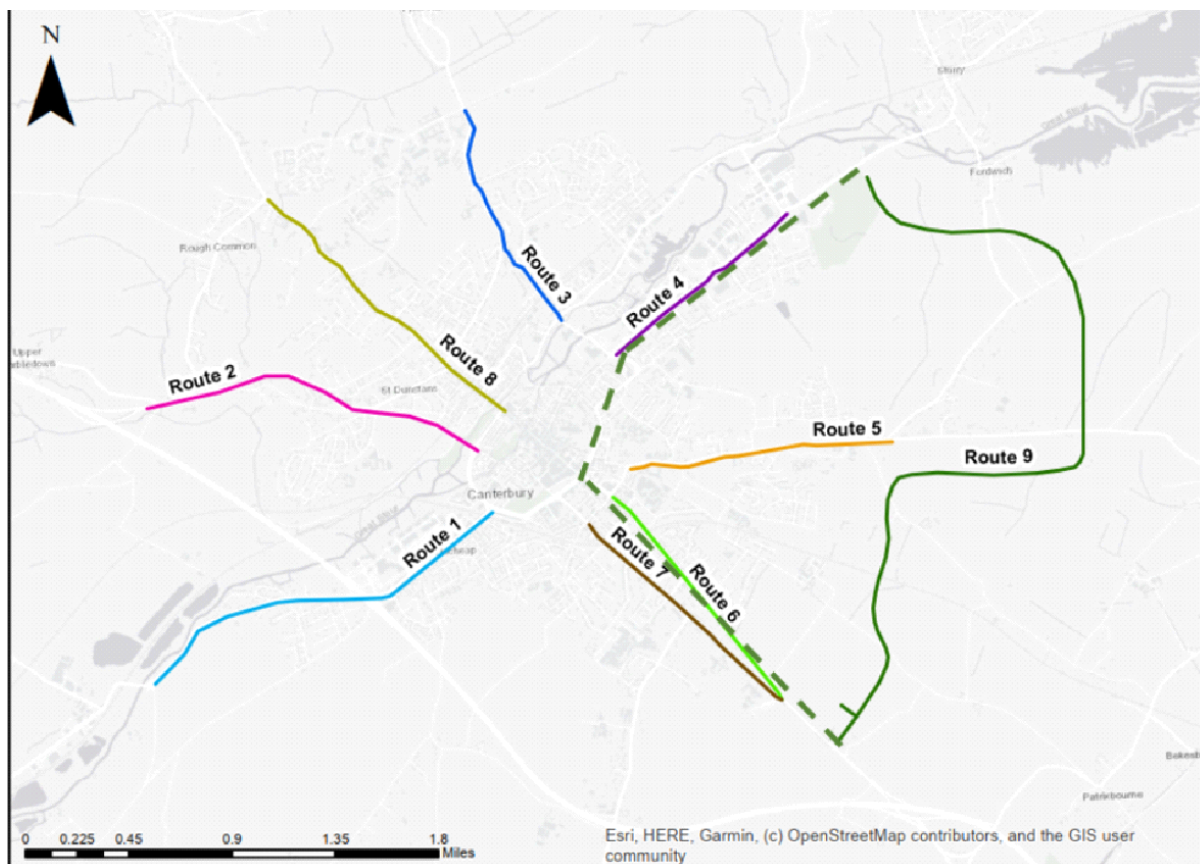 N
Sturry
Fordwich
Rough Common
Route 3
Route 4
Route 8
Upper
Route 2
St Dunstans
Route 5
Route 9
Canterbury
Route 1
Route 7
Route 6
Patrixbourne
0 0.225 0.45 0.9 1.35 1.8
Miles
Esri, HERE, Garmin, (c) OpenStreetMap contributors, and the GIS user
community